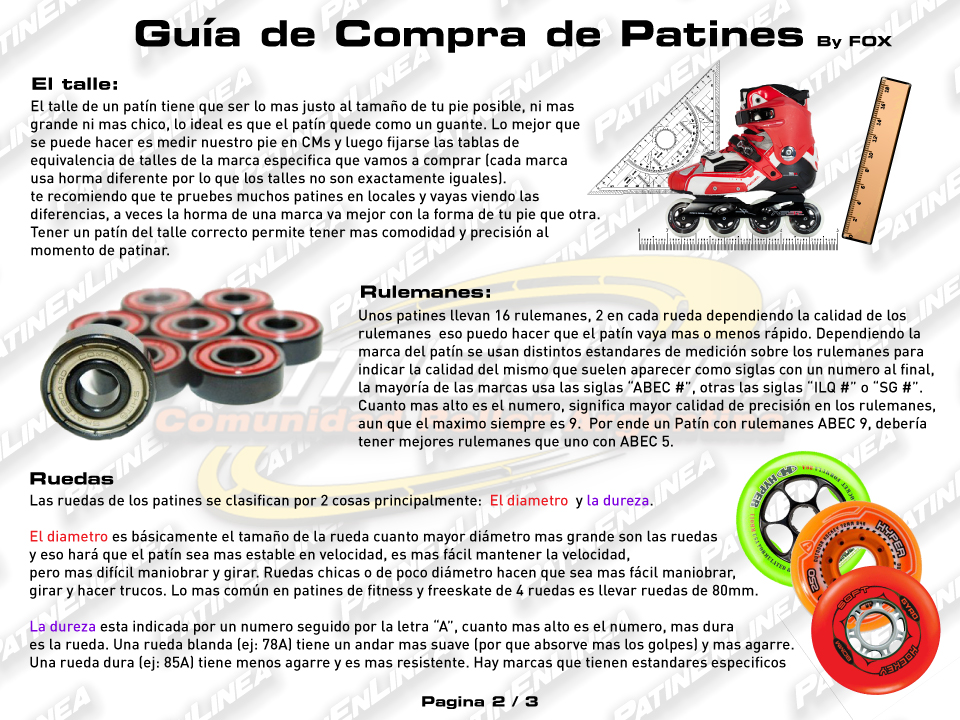 Guía de Compra de Patines By FOX
El talle:
El talle de un patín tiene que ser lo mas justo al tamaño de tu pie posible, ni mas
grande ni mas chico, lo ideal es que el patín quede como un guante. Lo mejor que
se puede hacer es medir nuestro pie en CMs y luego fijarse las tablas de
equivalencia de talles de la marca especifica que vamos a comprar (cada marca
usa horma diferente por lo que los talles no son exactamente iguales).
te recomiendo que te pruebes muchos patines en locales y vayas viendo las
diferencias, a veces la horma de una marca va mejor con la forma de tu pie que otra.
Tener un patín del talle correcto permite tener mas comodidad y precisión al
momento de patinar.
Rulemanes:
Unos patines llevan 16 rulemanes, 2 en cada rueda dependiendo la calidad de los
rulemanes eso puedo hacer que el patín vaya mas o menos rápido. Dependiendo la
marca del patín se usan distintos estandares de medición sobre los rulemanes para
indicar la calidad del mismo que suelen aparecer como siglas con un numero al final,
la mayoría de las marcas usa las siglas “ABEC #”, otras las siglas “ILQ #” o “SG #”.
Cuanto mas alto es el numero, significa mayor calidad de precisión en los rulemanes,
aun que el maximo siempre es 9. Por ende un Patín con rulemanes ABEC 9, debería
tener mejores rulemanes que uno con ABEC 5.
Ruedas
Las ruedas de los patines se clasifican por 2 cosas principalmente: El diametro y la dureza.
El diametro es básicamente el tamaño de la rueda cuanto mayor diámetro mas grande son las ruedas
y eso hará que el patín sea mas estable en velocidad, es mas fácil mantener la velocidad,
pero mas difícil maniobrar y girar. Ruedas chicas o de poco diámetro hacen que sea mas fácil maniobrar,
girar y hacer trucos. Lo mas común en patines de fitness y freeskate de 4 ruedas es llevar ruedas de 80mm.
La dureza esta indicada por un numero seguido por la letra “A”, cuanto mas alto es el numero, mas dura
es la rueda. Una rueda blanda (ej: 78A) tiene un andar mas suave (por que absorve mas los golpes) y mas agarre.
Una rueda dura (ej: 85A) tiene menos agarre y es mas resistente. Hay marcas que tienen estandares especificos
HYPER
HYPER
SOFT
GYRO
HOCKEY
PATINENLINEA
Pagina 2 / 3